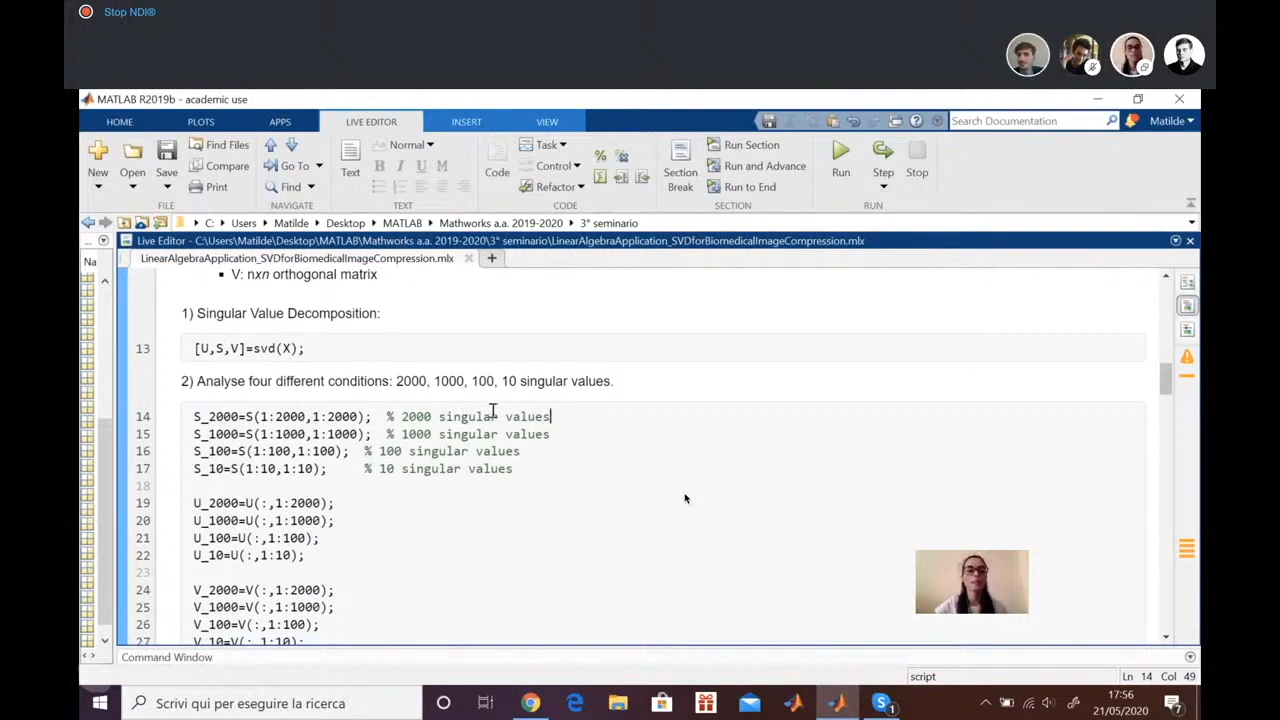 Stop NDI®
MATLAB R2019b - academic use
HOME PLOTS APPS LIVE EDITOR INSERT VIEW Search Documentation Matilde
New Open Save Find Files Compare Print Go To Find Text Normal B I U M Code Task Control Refactor Section Break Run Section Run and Advance Run to End Run Step Stop
FILE NAVIGATE TEXT CODE SECTION RUN
C: Users Matilde Desktop MATLAB Mathworks a.a. 2019-2020 3° seminario
... Live Editor - C:\Users\Matilde\Desktop\MATLAB\Mathworks a.a. 2019-2020\3° seminario\LinearAlgebraApplication_SVDforBiomedicalImageCompression.mlx
Na LinearAlgebraApplication_SVDforBiomedicalImageCompression.mlx
V: nxn orthogonal matrix
1) Singular Value Decomposition:
13 [U,S,V]=svd(X);
2) Analyse four different conditions: 2000, 1000, 100, 10 singular values.
14 S_2000=S(1:2000,1:2000); % 2000 singular values
15 S_1000=S(1:1000,1:1000); % 1000 singular values
16 S_100=S(1:100,1:100); % 100 singular values
17 S_10=S(1:10,1:10); % 10 singular values
18
19 U_2000=U(:,1:2000);
20 U_1000=U(:,1:1000);
21 U_100=U(:,1:100);
22 U_10=U(:,1:10);
23
24 V_2000=V(:,1:2000);
25 V_1000=V(:,1:1000);
26 V_100=V(:,1:100);
27 V_10=V(:,1:10);
Command Window
script Ln 14 Col 49
Scrivi qui per eseguire la ricerca
17:56
21/05/2020
1
7